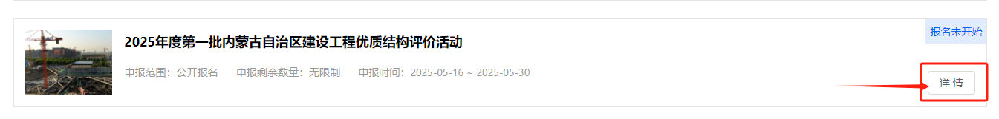 2025年度第一批内蒙古自治区建设工程优质结构评价活动
报名未开始
申报范围：公开报名 申报剩余数量：无限制 申报时间：2025-05-16 ~ 2025-05-30
详 情